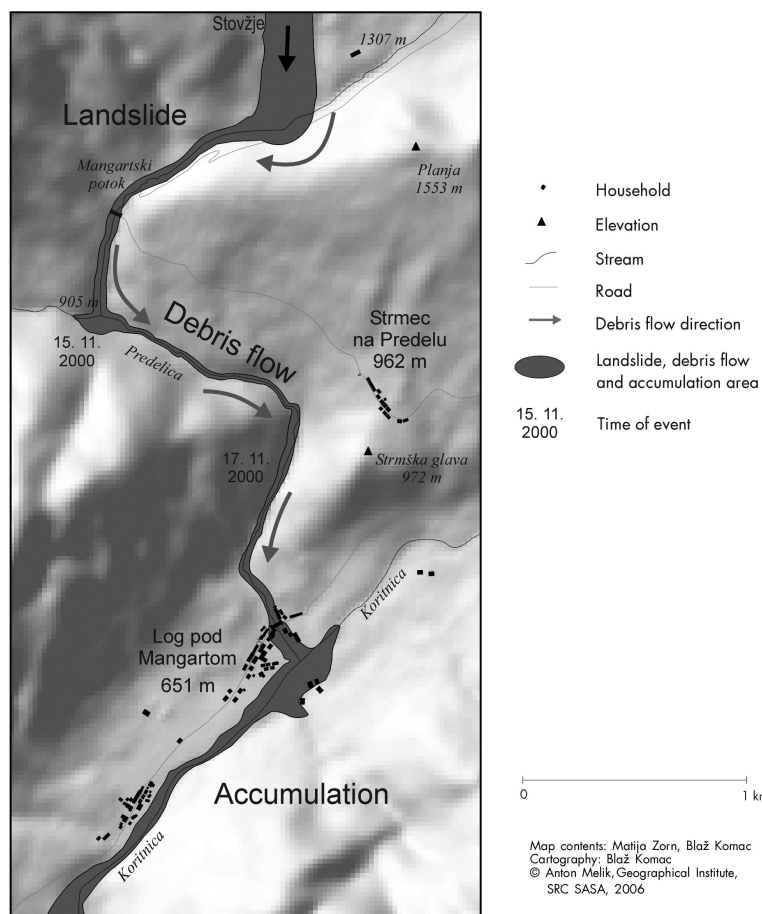 Stovžje
1307 m
Landslide
Mangartski
potok
Planja
1553 m
905 m
15. 11.
2000
Debris flow
Predelica
Strmec
na Predelu
962 m
17. 11.
2000
Strmška glava
972 m
Koritnica
Log pod
Mangartom
651 m
Accumulation
Koritnica
Household
Elevation
Stream
Road
Debris flow direction
Landslide, debris flow
and accumulation area
15. 11.
2000
Time of event
0
1 km
Map contents: Matija Zorn, Blaž Komac
Cartography: Blaž Komac
© Anton Melik, Geographical Institute,
SRC SASA, 2006